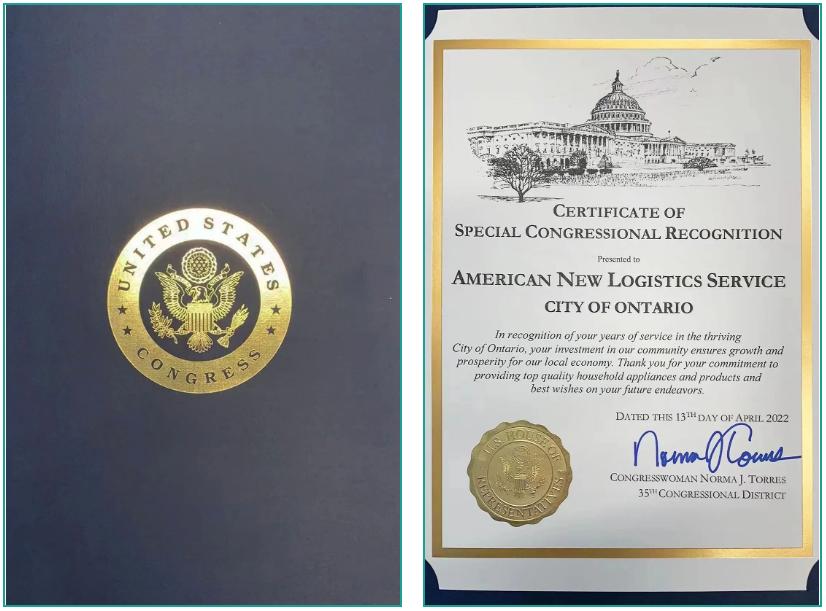 UNITED STATES
CONGRESS
CERTIFICATE OF
SPECIAL CONGRESSIONAL RECOGNITION
Presented to
AMERICAN NEW LOGISTICS SERVICE
CITY OF ONTARIO
In recognition of your years of service in the thriving
City of Ontario, your investment in our community ensures growth and
prosperity for our local economy. Thank you for your commitment to
providing top quality household appliances and products and
best wishes on your future endeavors.
DATED THIS 13TH DAY OF APRIL 2022
Norma J Torres
CONGRESSWOMAN NORMA J. TORRES
35TH CONGRESSIONAL DISTRICT
U.S. HOUSE OF
REPRESENTATIVES